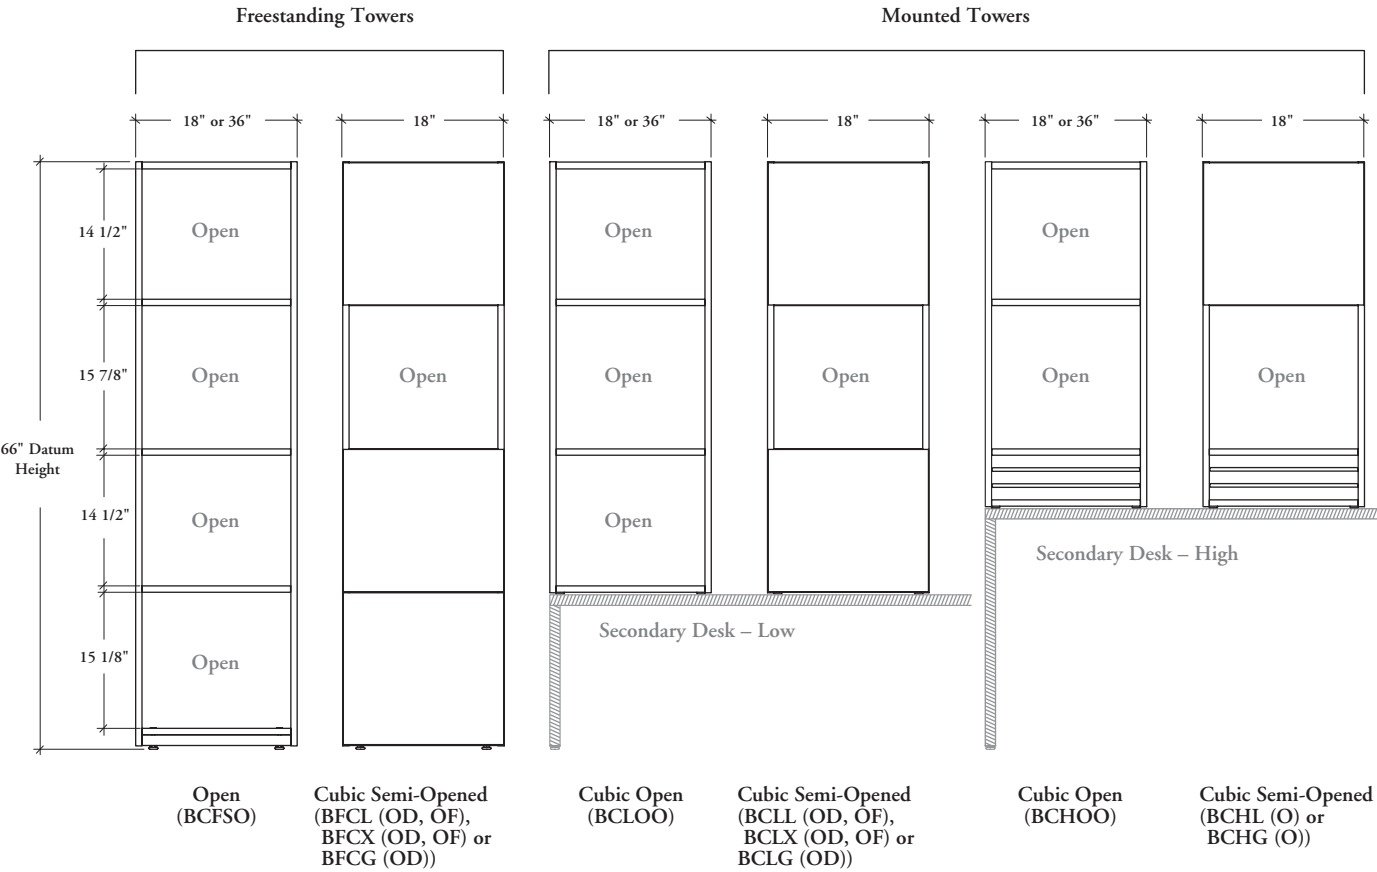 Freestanding Towers
Mounted Towers
18" or 36"
18"
18" or 36"
18"
18" or 36"
18"
14 1/2"
Open
Open
Open
15 7/8"
Open
Open
Open
Open
Open
Open
66" Datum
Height
14 1/2"
Open
Open
Secondary Desk – High
Secondary Desk – Low
15 1/8"
Open
Open
(BCFSO)
Cubic Semi-Opened
(BFCL (OD, OF),
BFCX (OD, OF) or
BFCG (OD))
Cubic Open
(BCLOO)
Cubic Semi-Opened
(BCLL (OD, OF),
BCLX (OD, OF) or
BCLG (OD))
Cubic Open
(BCHOO)
Cubic Semi-Opened
(BCHL (O) or
BCHG (O))